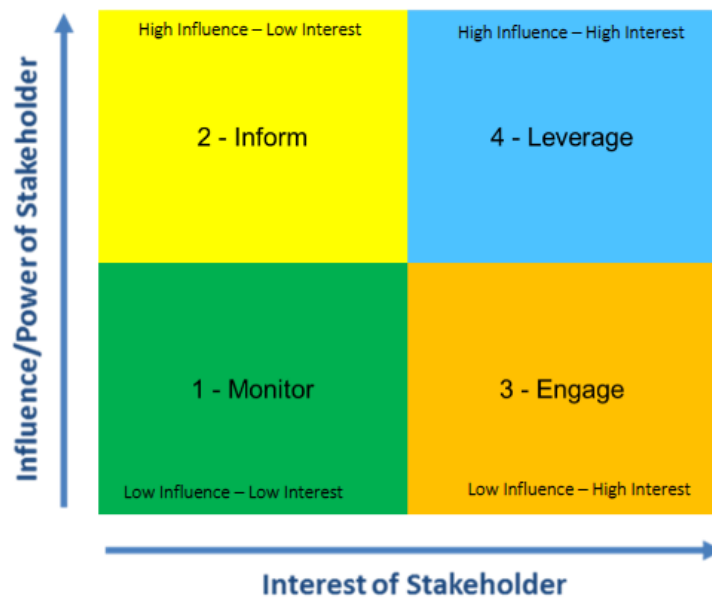 Influence/Power of Stakeholder
High Influence – Low Interest
High Influence – High Interest
2 - Inform
4 - Leverage
1 - Monitor
3 - Engage
Low Influence – Low Interest
Low Influence – High Interest
Interest of Stakeholder